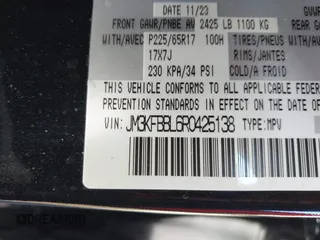 DATE 11/23
FRONT GAWR/PNBE AV 2425 LB 1100 KG
WITH/AVEC P225/65R17 100H TIRES/PNEUS WITH/AVEC
17X7J RIMS/JANTES
230 KPA/34 PSI COLD/A FROID
THIS VEHICLE CONFORMS TO ALL APPLICABLE FEDERAL
PREVENTION STANDARDS IN EFFECT ON THE DATE OF
VIN: JM3KFBBL6R0425138 TYPE:MPV